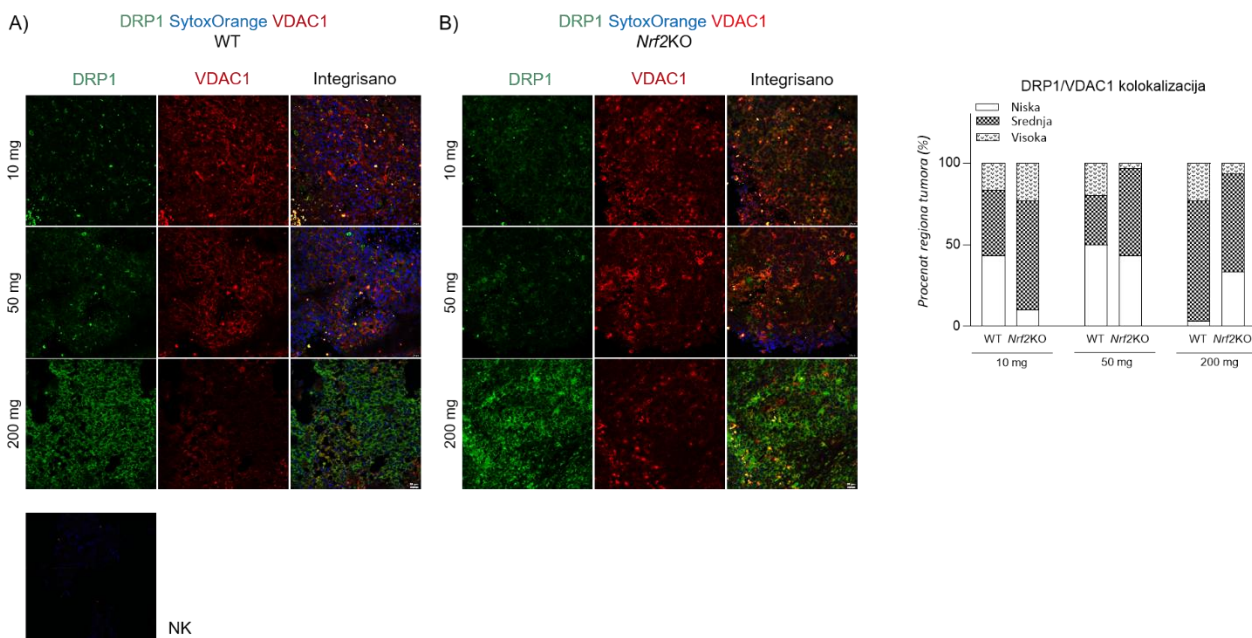 A)
DRP1 SytoxOrange VDAC1
WT
DRP1 VDAC1 Integrisano
10 mg
50 mg
200 mg
NK
B)
DRP1 SytoxOrange VDAC1
Nrf2KO
DRP1 VDAC1 Integrisano
10 mg
50 mg
200 mg
DRP1/VDAC1 kolokalizacija
Niska
Srednja
Visoka
Procenat regiona tumora (%)
100
50
0
WT Nrf2KO WT Nrf2KO WT Nrf2KO
10 mg 50 mg 200 mg